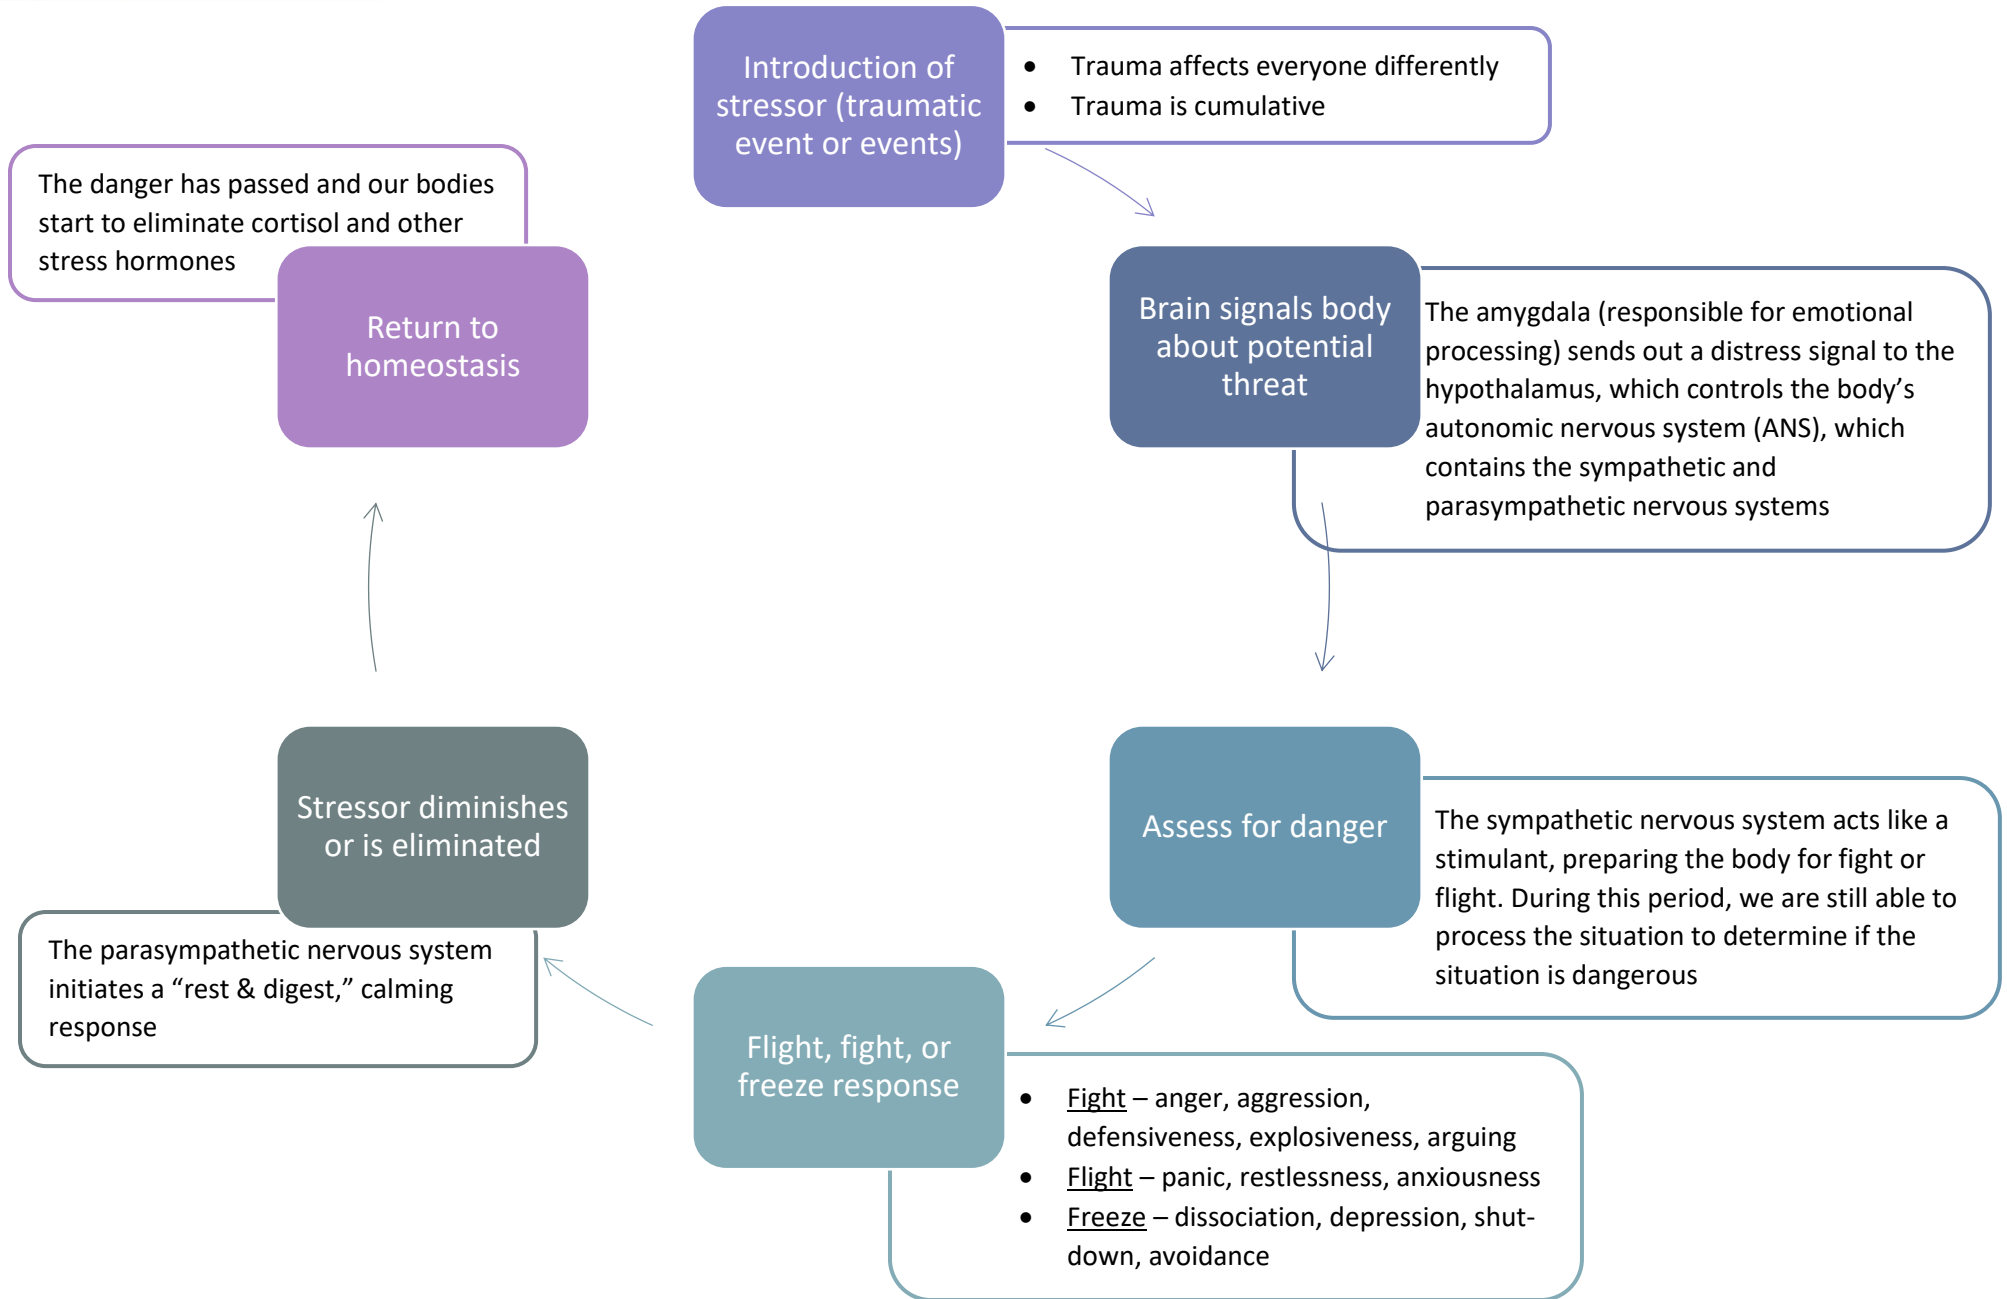 Introduction of
stressor (traumatic
event or events)
• Trauma affects everyone differently
• Trauma is cumulative
Brain signals body
about potential
threat
The amygdala (responsible for emotional
processing) sends out a distress signal to the
hypothalamus, which controls the body’s
autonomic nervous system (ANS), which
contains the sympathetic and
parasympathetic nervous systems
Assess for danger
The sympathetic nervous system acts like a
stimulant, preparing the body for fight or
flight. During this period, we are still able to
process the situation to determine if the
situation is dangerous
Flight, fight, or
freeze response
• Fight – anger, aggression,
defensiveness, explosiveness, arguing
• Flight – panic, restlessness, anxiousness
• Freeze – dissociation, depression, shut-
down, avoidance
Stressor diminishes
or is eliminated
The parasympathetic nervous system
initiates a “rest & digest,” calming
response
Return to
homeostasis
The danger has passed and our bodies
start to eliminate cortisol and other
stress hormones